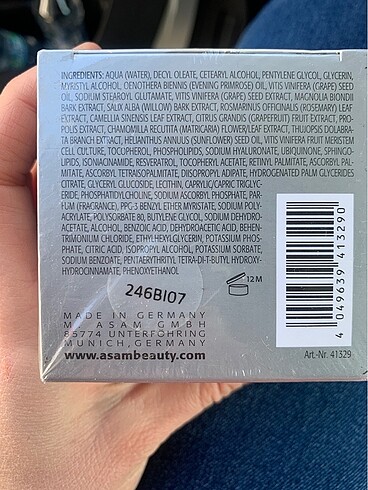 INGREDIENTS: AQUA (WATER), DECYL OLEATE, CETEARYL ALCOHOL, PENTYLENE GLYCOL, GLYCERIN,
MYRISTYL ALCOHOL, OENOTHERA BIENNIS (EVENING PRIMROSE) OIL, VITIS VINIFERA (GRAPE) SEED
OIL, SODIUM STEAROYL GLUTAMATE, VITIS VINIFERA (GRAPE) SEED EXTRACT, MAGNOLIA BIONDII
BARK EXTRACT, SALIX ALBA (WILLOW) BARK EXTRACT, ROSMARINUS OFFICINALIS (ROSEMARY) LEAF
EXTRACT, CAMELLIA SINENSIS LEAF EXTRACT, CITRUS GRANDIS (GRAPEFRUIT) FRUIT EXTRACT, PRO-
POLIS EXTRACT, CHAMOMILLA RECUTITA (MATRICARIA) FLOWER/LEAF EXTRACT, THUJOPSIS DOLABRA-
TA BRANCH EXTRACT, HELIANTHUS ANNUUS (SUNFLOWER) SEED OIL, VITIS VINIFERA FRUIT MERISTEM
CELL CULTURE, TOCOPHEROL, PHOSPHOLIPIDS, SODIUM HYALURONATE, UBIQUINONE, SPHINGO-
LIPIDS, ISONIACINAMIDE, RESVERATROL, TOCOPHERYL ACETATE, RETINYL PALMITATE, ASCORBYL PAL-
MITATE, ASCORBYL TETRAISOPALMITATE, DIISOPROPYL ADIPATE, HYDROGENATED PALM GLYCERIDES
CITRATE, GLYCERYL GLUCOSIDE, LECITHIN, CAPRYLIC/CAPRIC TRIGLYC-
ERIDE, PHOSPHATIDYLCHOLINE, SODIUM ASCORBYL PHOSPHATE, PAR-
FUM (FRAGRANCE), PPG-3 BENZYL ETHER MYRISTATE, SODIUM POLY-
ACRYLATE, POLYSORBATE 80, BUTYLENE GLYCOL, SODIUM DEHYDRO-
ACETATE, ALCOHOL, BENZOIC ACID, DEHYDROACETIC ACID, BEHEN-
TRIMONIUM CHLORIDE, ETHYLHEXYLGLYCERIN, POTASSIUM PHOS-
PHATE, CITRIC ACID, ISOPROPYL ALCOHOL, POTASSIUM SORBATE,
SODIUM BENZOATE, PENTAERYTHRITYL TETRA-DI-T-BUTYL HYDROXY-
HYDROCINNAMATE, PHENOXYETHANOL
246BI07
12 M
MADE IN GERMANY
M. ASAM GMBH
85774 UNTERFÖHRING
MUNICH, GERMANY
www.asambeauty.com
4 049639 413290
Art.-Nr. 41329